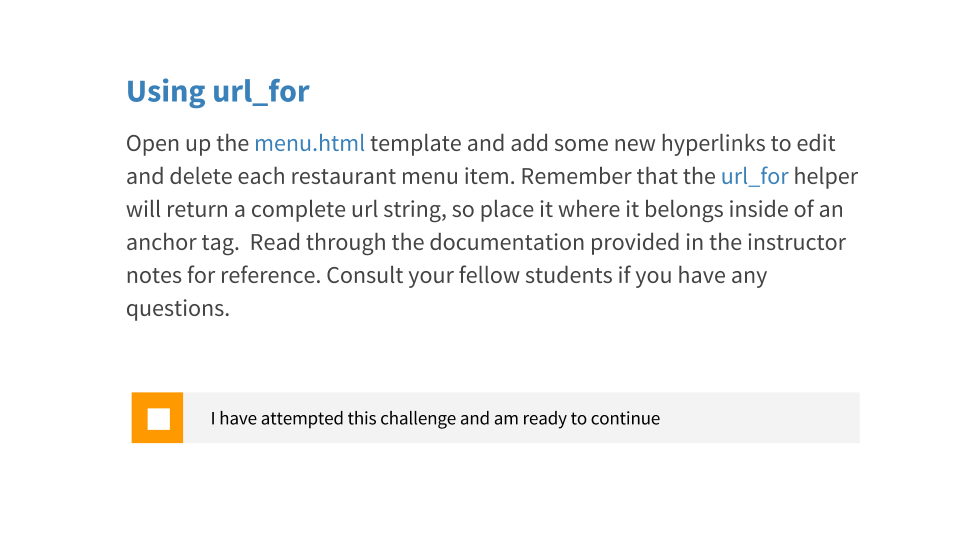 Using url_for
Open up the menu.html template and add some new hyperlinks to edit
and delete each restaurant menu item. Remember that the url_for helper
will return a complete url string, so place it where it belongs inside of an
anchor tag.  Read through the documentation provided in the instructor
notes for reference. Consult your fellow students if you have any
questions.
I have attempted this challenge and am ready to continue